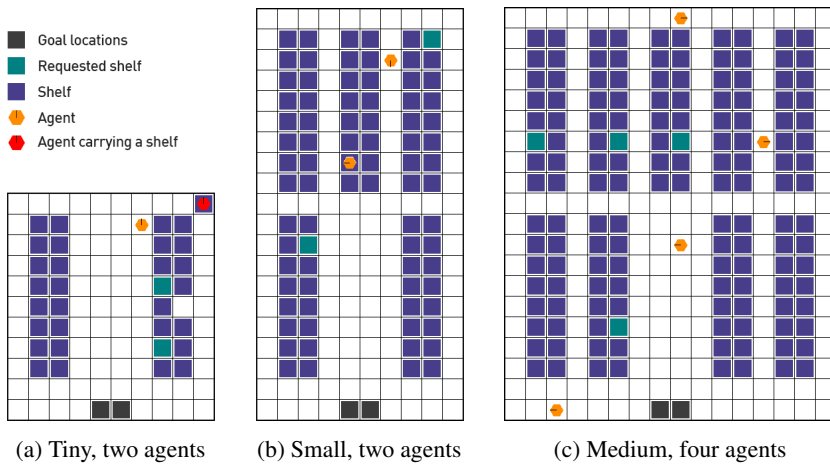 Goal locations
Requested shelf
Shelf
Agent
Agent carrying a shelf
(a) Tiny, two agents
(b) Small, two agents
(c) Medium, four agents